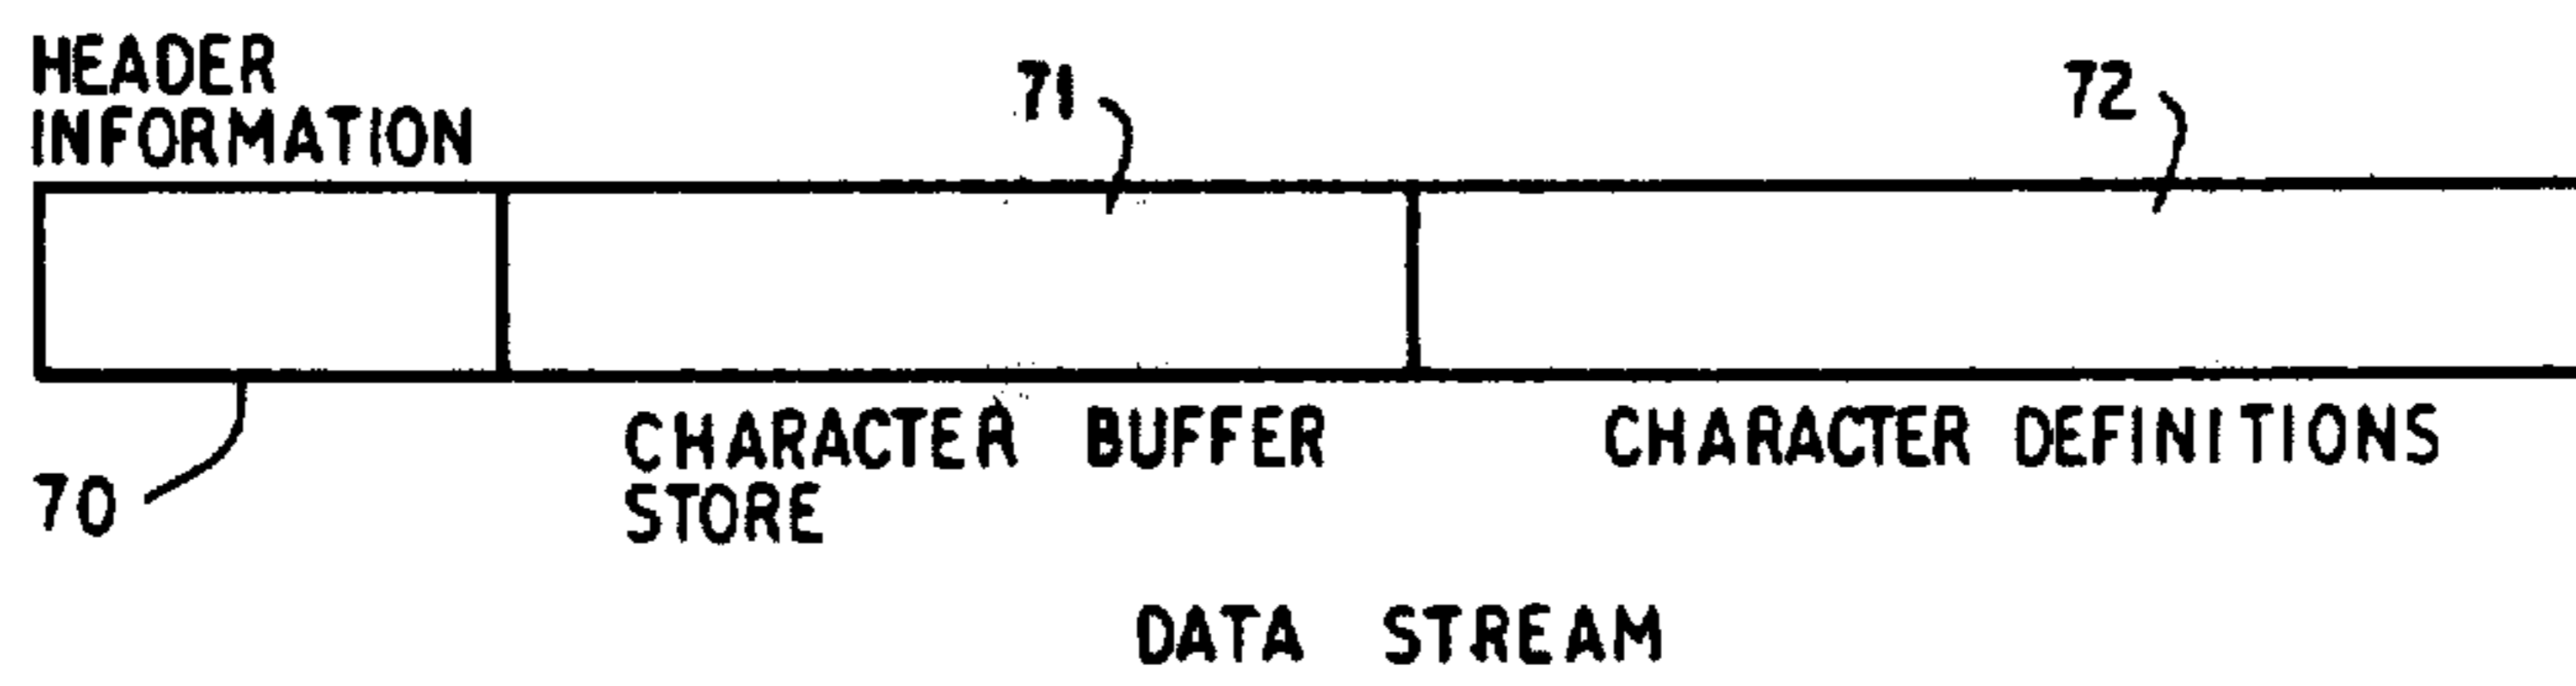 HEADER
INFORMATION
71
72
70
CHARACTER BUFFER
STORE
CHARACTER DEFINITIONS
DATA STREAM